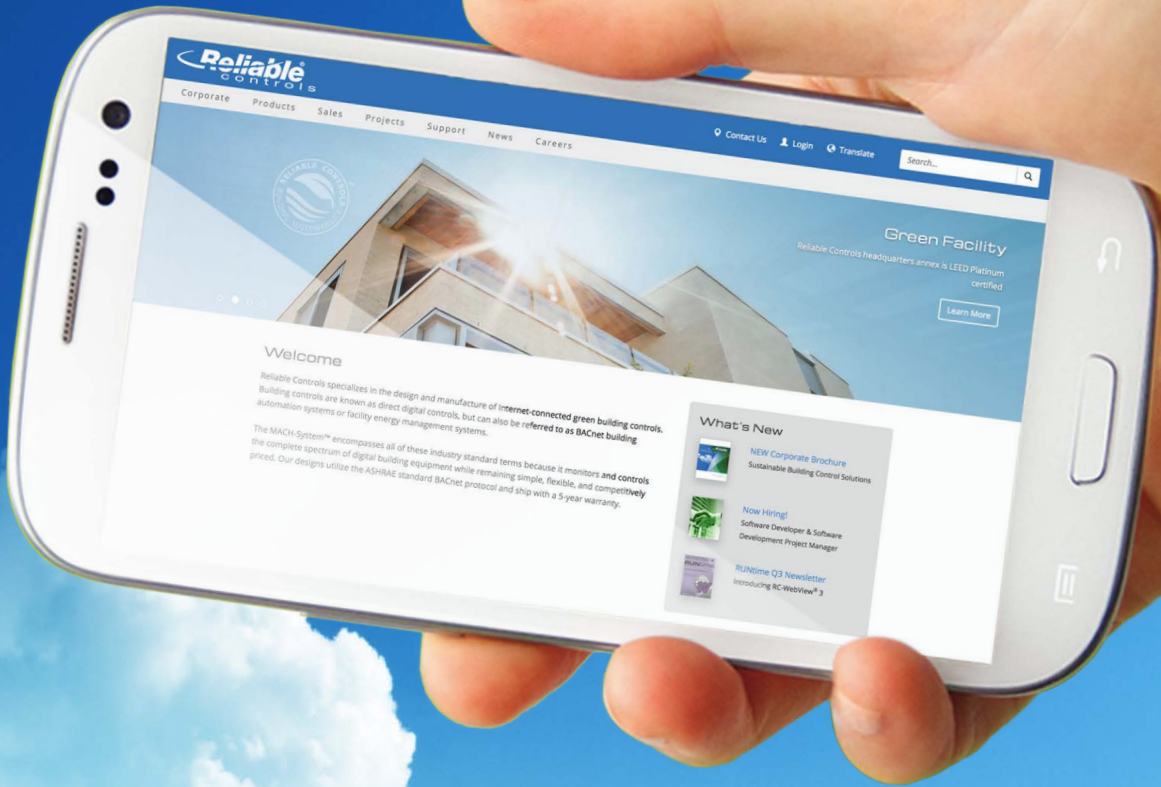 Reliable®
controls
Corporate Products Sales Projects Support News Careers
Contact Us Login Translate Search...
RELIABLE CONTROLS
Green Facility
Reliable Controls headquarters annex is LEED Platinum
certified
Learn More
Welcome
Reliable Controls specializes in the design and manufacture of Internet-connected green building controls.
Building controls are known as direct digital controls, but can also be referred to as BACnet building
automation systems or facility energy management systems.
The MACH-System™ encompasses all of these industry standard terms because it monitors and controls
the complete spectrum of digital building equipment while remaining simple, flexible, and competitively
priced. Our designs utilize the ASHRAE standard BACnet protocol and ship with a 5-year warranty.
What's New
NEW Corporate Brochure
Sustainable Building Control Solutions
Now Hiring!
Software Developer & Software
Development Project Manager
RUNtime
RUNtime Q3 Newsletter
Introducing RC-WebView® 3